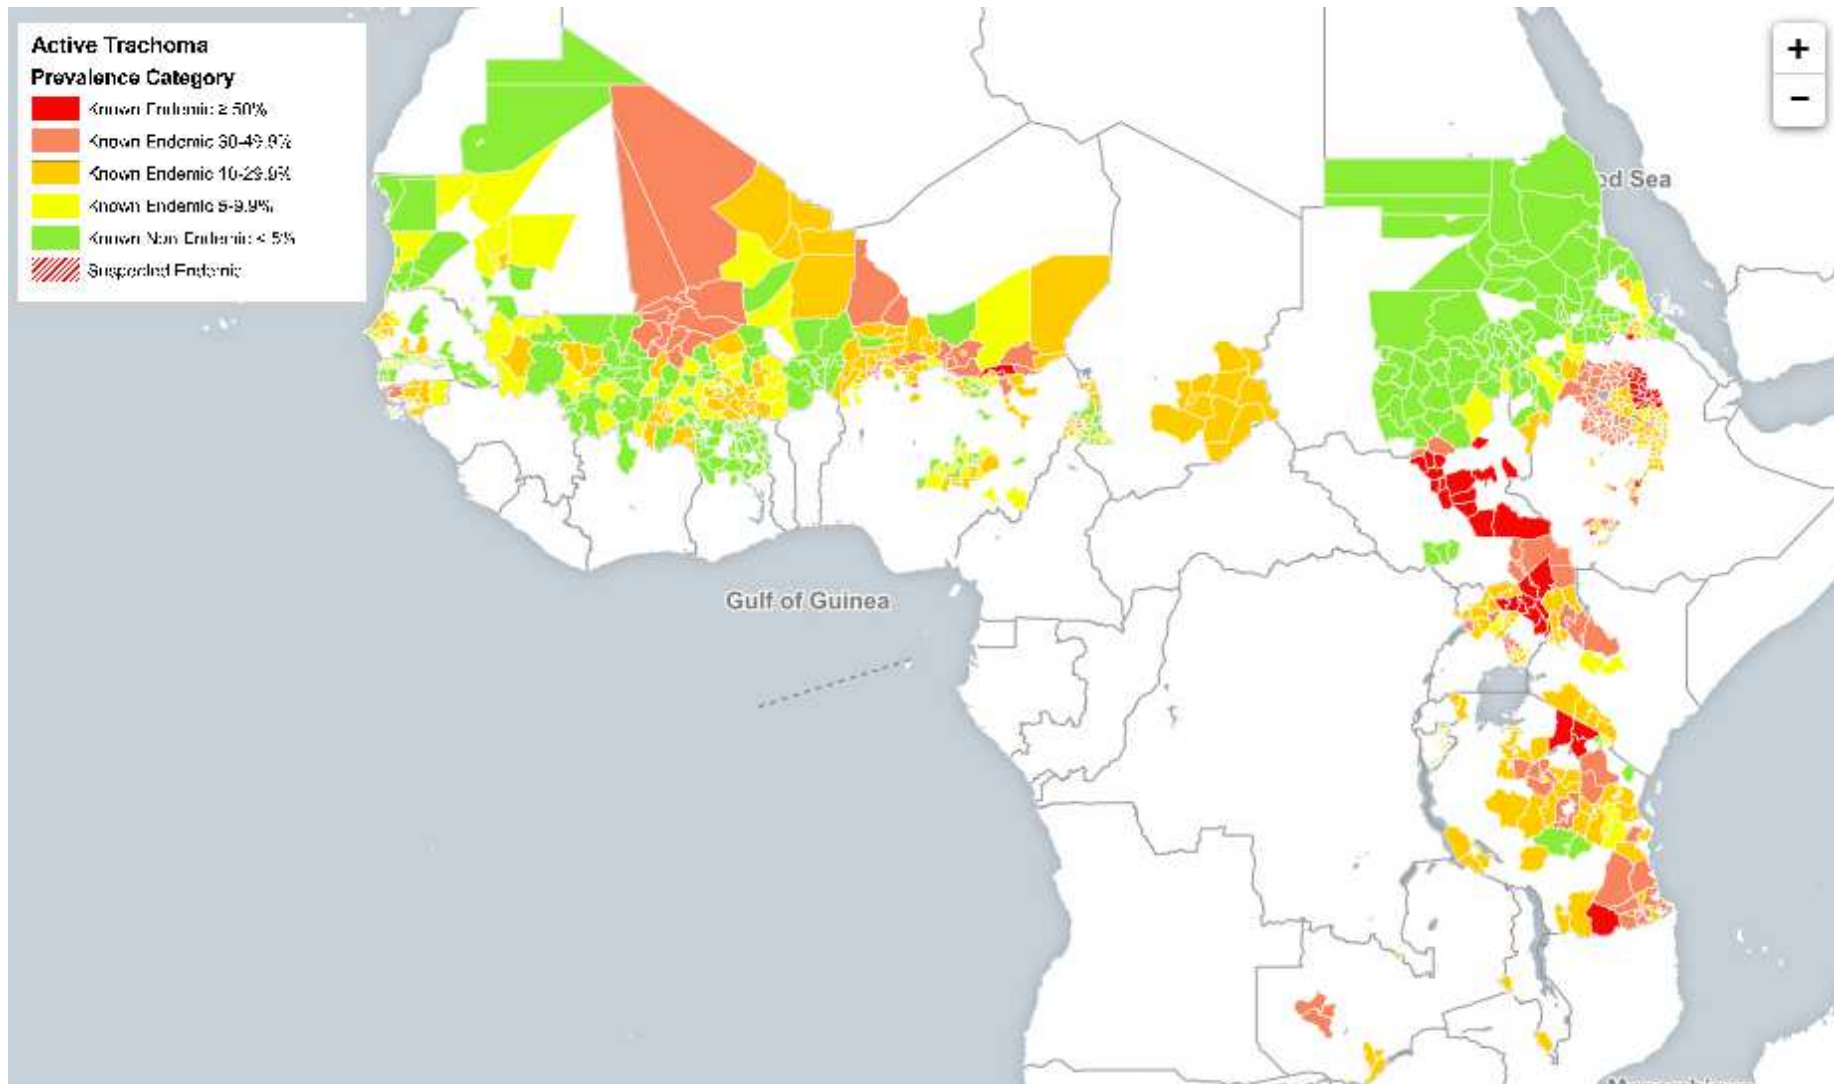 Active Trachoma
Prevalence Category
Known Endemic ≥ 50%
Known Endemic 30-49.9%
Known Endemic 10-29.9%
Known Endemic 5-9.9%
Known Non-Endemic < 5%
Suspected Endemic
+
−
Sea
Gulf of Guinea